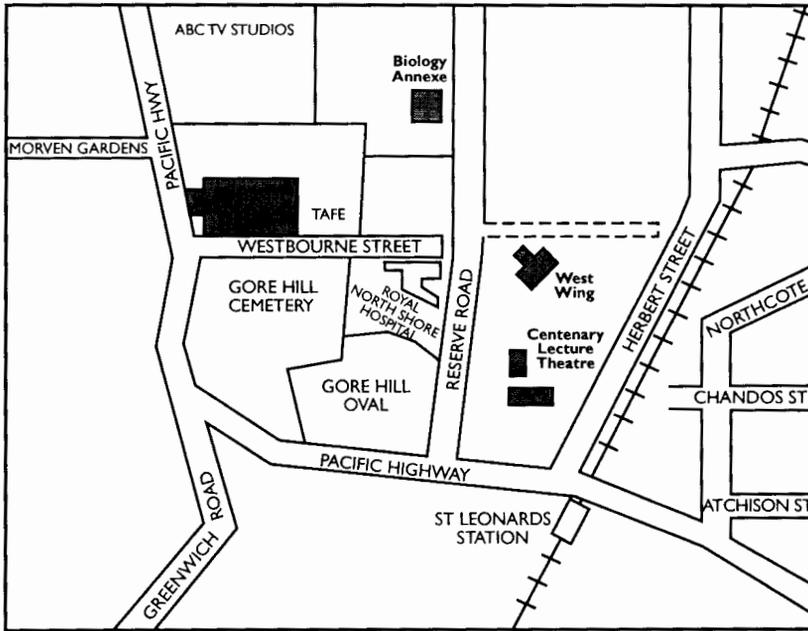 ABC TV STUDIOS
Biology
Annexe
PACIFIC HWY
MORVEN GARDENS
TAFE
WESTBOURNE STREET
GORE HILL
CEMETERY
ROYAL
NORTH SHORE
HOSPITAL
RESERVE ROAD
West
Wing
HERBERT STREET
NORTHCOTE
Centenary
Lecture
Theatre
GORE HILL
OVAL
CHANDOS ST
PACIFIC HIGHWAY
ATCHISON ST
ST LEONARDS
STATION
GREENWICH ROAD